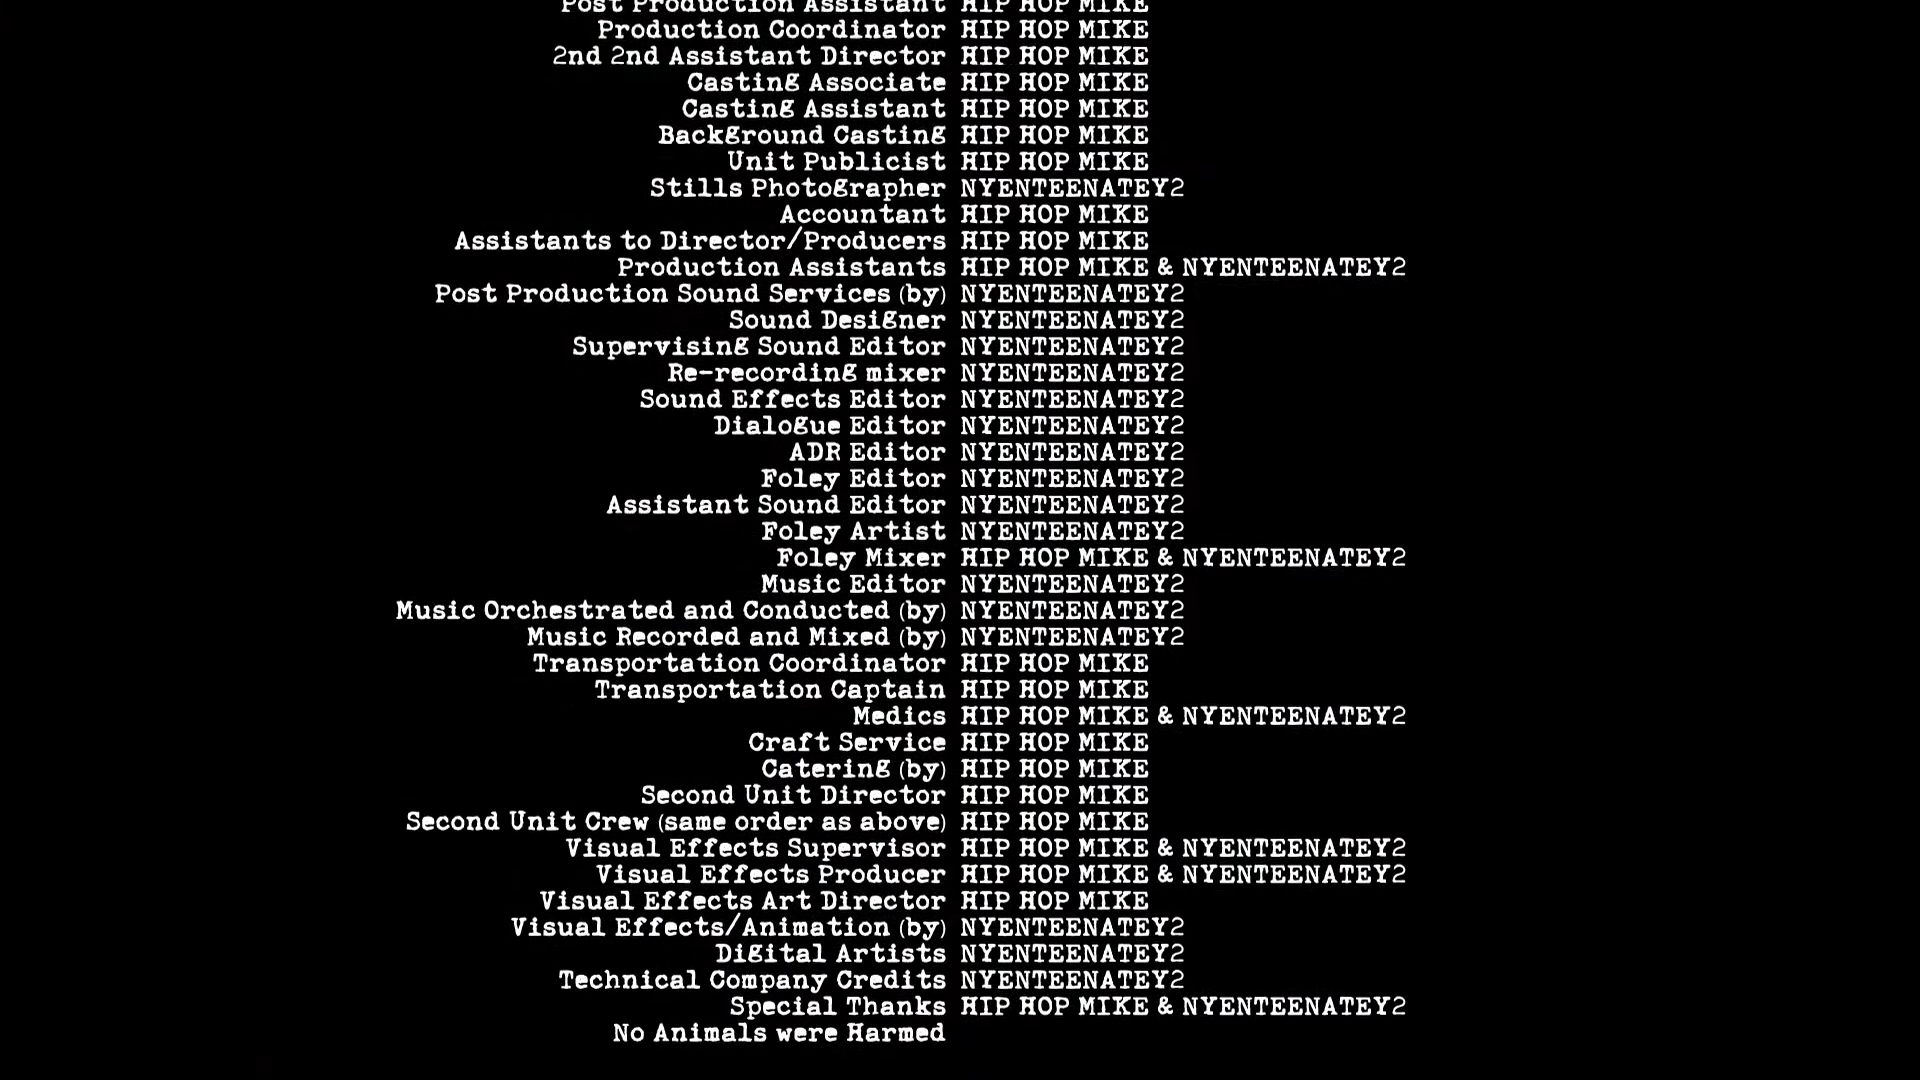 Post Production Assistant HIP HOP MIKE
Production Coordinator HIP HOP MIKE
2nd 2nd Assistant Director HIP HOP MIKE
Casting Associate HIP HOP MIKE
Casting Assistant HIP HOP MIKE
Background Casting HIP HOP MIKE
Unit Publicist HIP HOP MIKE
Stills Photographer NYENTEENATEY2
Accountant HIP HOP MIKE
Assistants to Director/Producers HIP HOP MIKE
Production Assistants HIP HOP MIKE & NYENTEENATEY2
Post Production Sound Services (by) NYENTEENATEY2
Sound Designer NYENTEENATEY2
Supervising Sound Editor NYENTEENATEY2
Re-recording mixer NYENTEENATEY2
Sound Effects Editor NYENTEENATEY2
Dialogue Editor NYENTEENATEY2
ADR Editor NYENTEENATEY2
Foley Editor NYENTEENATEY2
Assistant Sound Editor NYENTEENATEY2
Foley Artist NYENTEENATEY2
Foley Mixer HIP HOP MIKE & NYENTEENATEY2
Music Editor NYENTEENATEY2
Music Orchestrated and Conducted (by) NYENTEENATEY2
Music Recorded and Mixed (by) NYENTEENATEY2
Transportation Coordinator HIP HOP MIKE
Transportation Captain HIP HOP MIKE
Medics HIP HOP MIKE & NYENTEENATEY2
Craft Service HIP HOP MIKE
Catering (by) HIP HOP MIKE
Second Unit Director HIP HOP MIKE
Second Unit Crew (same order as above) HIP HOP MIKE
Visual Effects Supervisor HIP HOP MIKE & NYENTEENATEY2
Visual Effects Producer HIP HOP MIKE & NYENTEENATEY2
Visual Effects Art Director HIP HOP MIKE
Visual Effects/Animation (by) NYENTEENATEY2
Digital Artists NYENTEENATEY2
Technical Company Credits NYENTEENATEY2
Special Thanks HIP HOP MIKE & NYENTEENATEY2
No Animals were Harmed